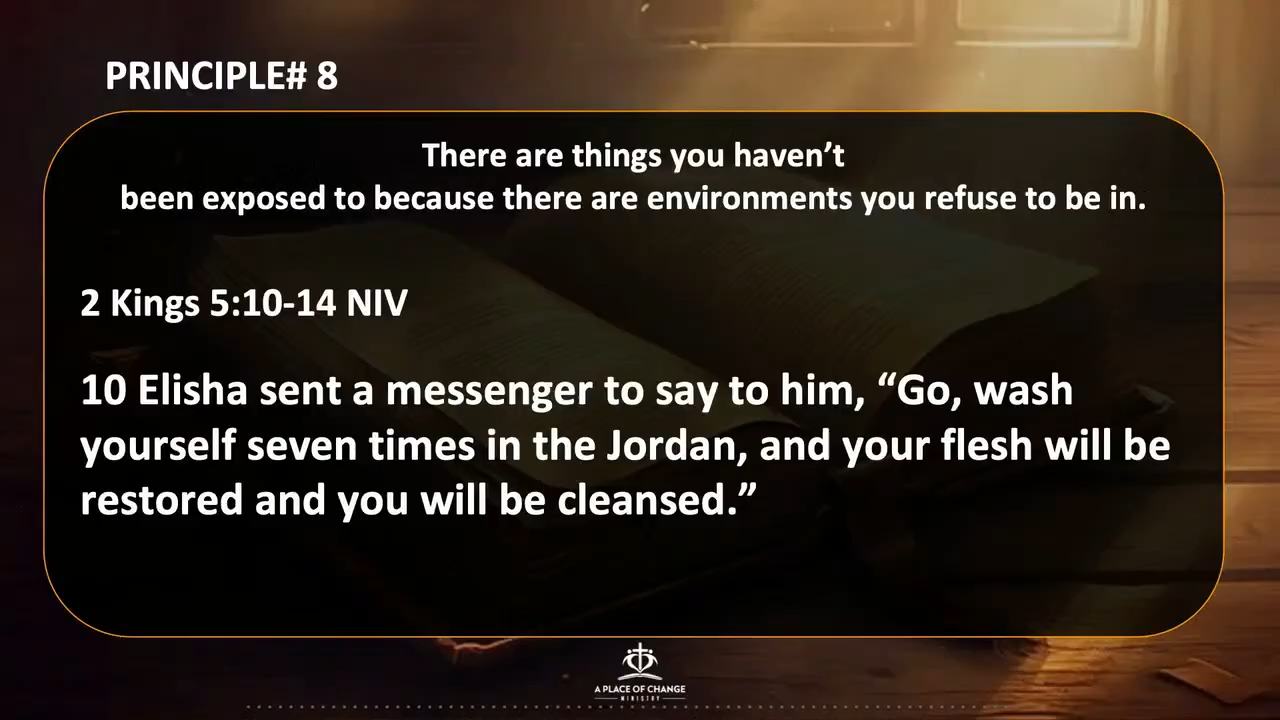 PRINCIPLE# 8
There are things you haven’t
been exposed to because there are environments you refuse to be in.
2 Kings 5:10-14 NIV
10 Elisha sent a messenger to say to him, “Go, wash
yourself seven times in the Jordan, and your flesh will be
restored and you will be cleansed.”
A PLACE OF CHANGE
MINISTRY